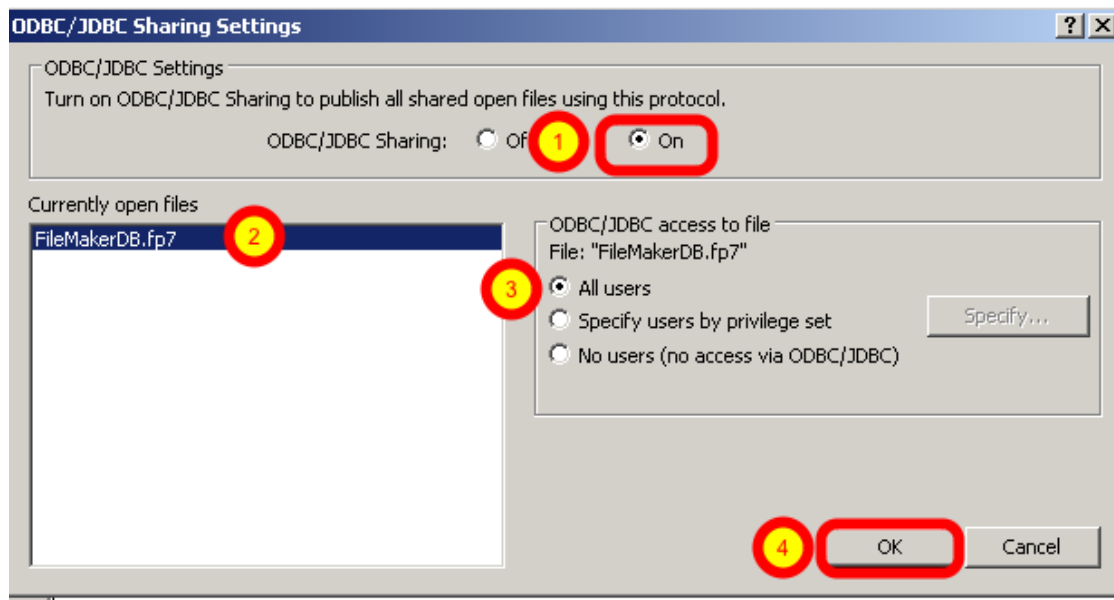 ODBC/JDBC Sharing Settings
ODBC/JDBC Settings
Turn on ODBC/JDBC Sharing to publish all shared open files using this protocol.
ODBC/JDBC Sharing: Of 1 On
Currently open files
FileMakerDB.fp7 2
ODBC/JDBC access to file
File: "FileMakerDB.fp7"
3 All users
Specify users by privilege set
Specify...
No users (no access via ODBC/JDBC)
4 OK Cancel